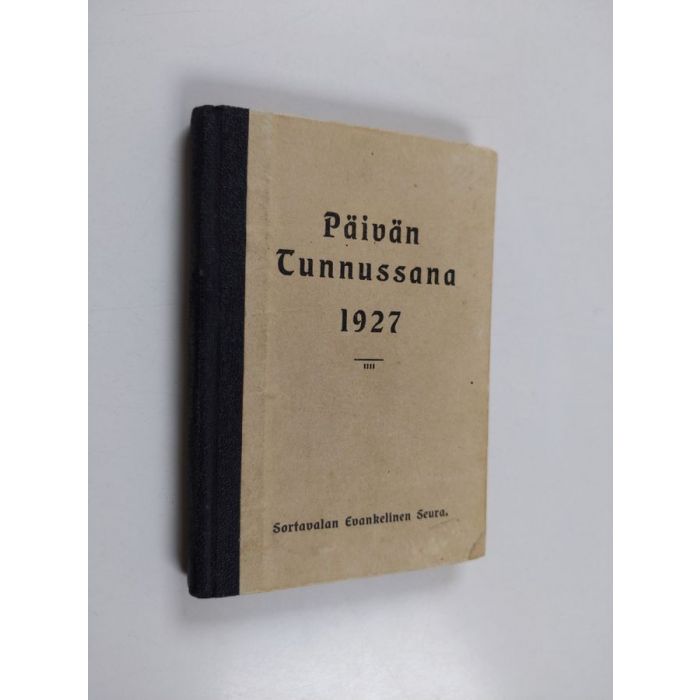 Päivän
Tunnussana
1927
Sortavalan Evankelinen Seura.